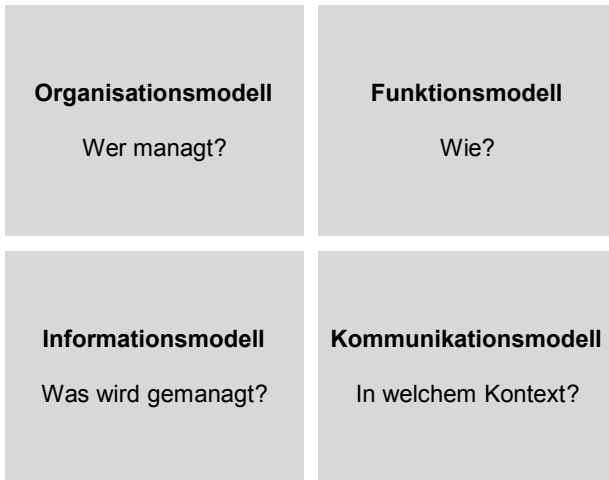 Organisationsmodell
Wer managt?
Funktionsmodell
Wie?
Informationsmodell
Was wird gemanagt?
Kommunikationsmodell
In welchem Kontext?